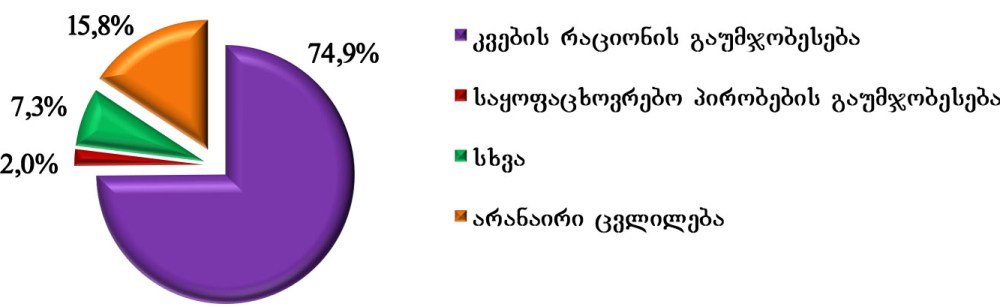 15,8%
74,9%
7,3%
2,0%
კვების რაციონის გაუმჯობესება
საყოფაცხოვრებო პირობების გაუმჯობესება
სხვა
არანაირი ცვლილება